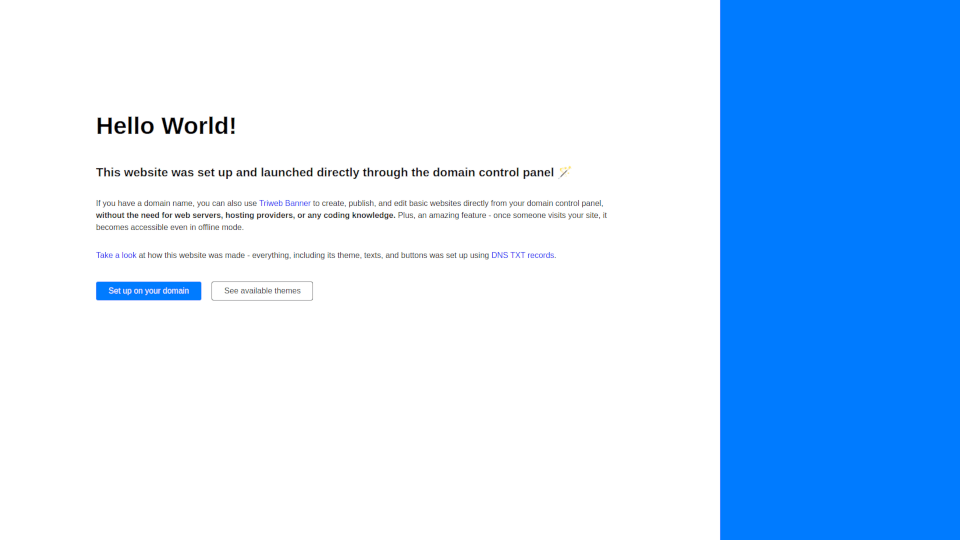 Hello World!
This website was set up and launched directly through the domain control panel 🪄
If you have a domain name, you can also use Triweb Banner to create, publish, and edit basic websites directly from your domain control panel,
without the need for web servers, hosting providers, or any coding knowledge. Plus, an amazing feature - once someone visits your site, it
becomes accessible even in offline mode.
Take a look at how this website was made - everything, including its theme, texts, and buttons was set up using DNS TXT records.
Set up on your domain
See available themes